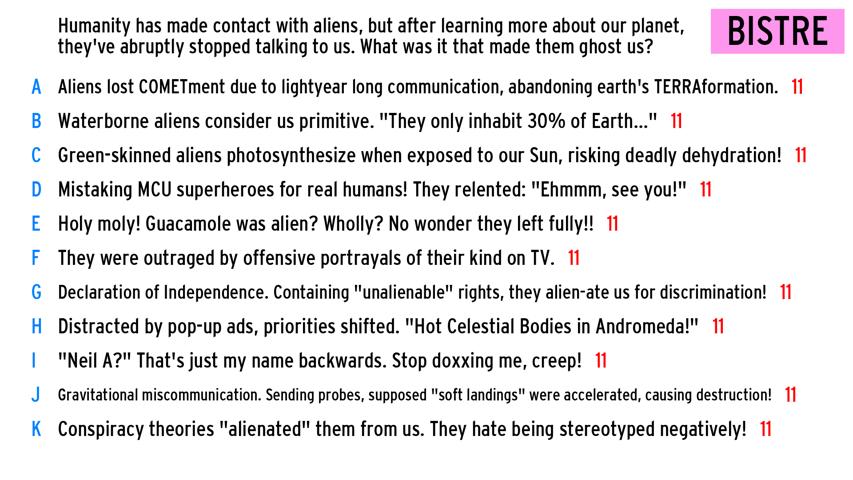 Humanity has made contact with aliens, but after learning more about our planet,
they've abruptly stopped talking to us. What was it that made them ghost us?
BISTRE
A Aliens lost COMETment due to lightyear long communication, abandoning earth's TERRAformation. 11
B Waterborne aliens consider us primitive. "They only inhabit 30% of Earth..." 11
C Green-skinned aliens photosynthesize when exposed to our Sun, risking deadly dehydration! 11
D Mistaking MCU superheroes for real humans! They relented: "Ehmmm, see you!" 11
E Holy moly! Guacamole was alien? Wholly? No wonder they left fully!! 11
F They were outraged by offensive portrayals of their kind on TV. 11
G Declaration of Independence. Containing "unalienable" rights, they alien-ate us for discrimination! 11
H Distracted by pop-up ads, priorities shifted. "Hot Celestial Bodies in Andromeda!" 11
I "Neil A?" That's just my name backwards. Stop doxxing me, creep! 11
J Gravitational miscommunication. Sending probes, supposed "soft landings" were accelerated, causing destruction! 11
K Conspiracy theories "alienated" them from us. They hate being stereotyped negatively! 11